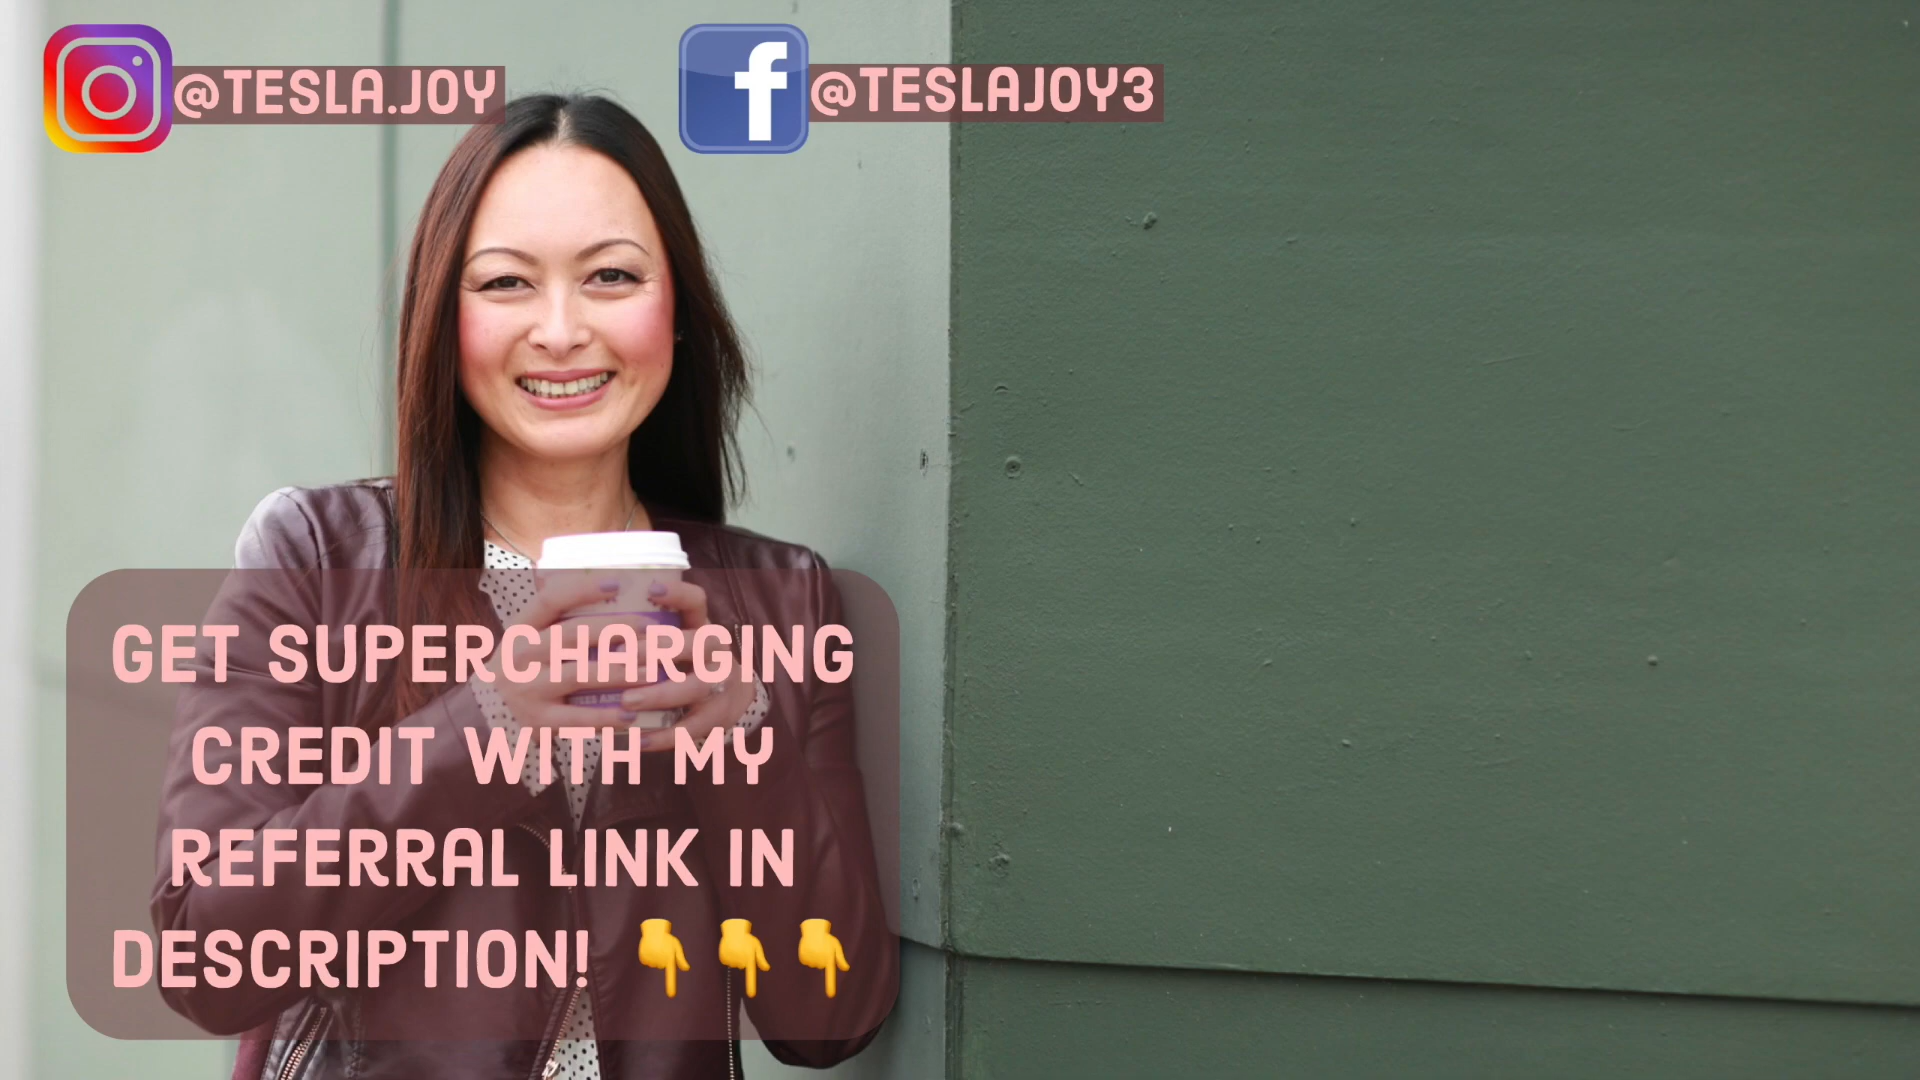 @TESLA.JOY
@TESLAJOY3
GET SUPERCHARGING
CREDIT WITH MY
REFERRAL LINK IN
DESCRIPTION! 👇👇👇